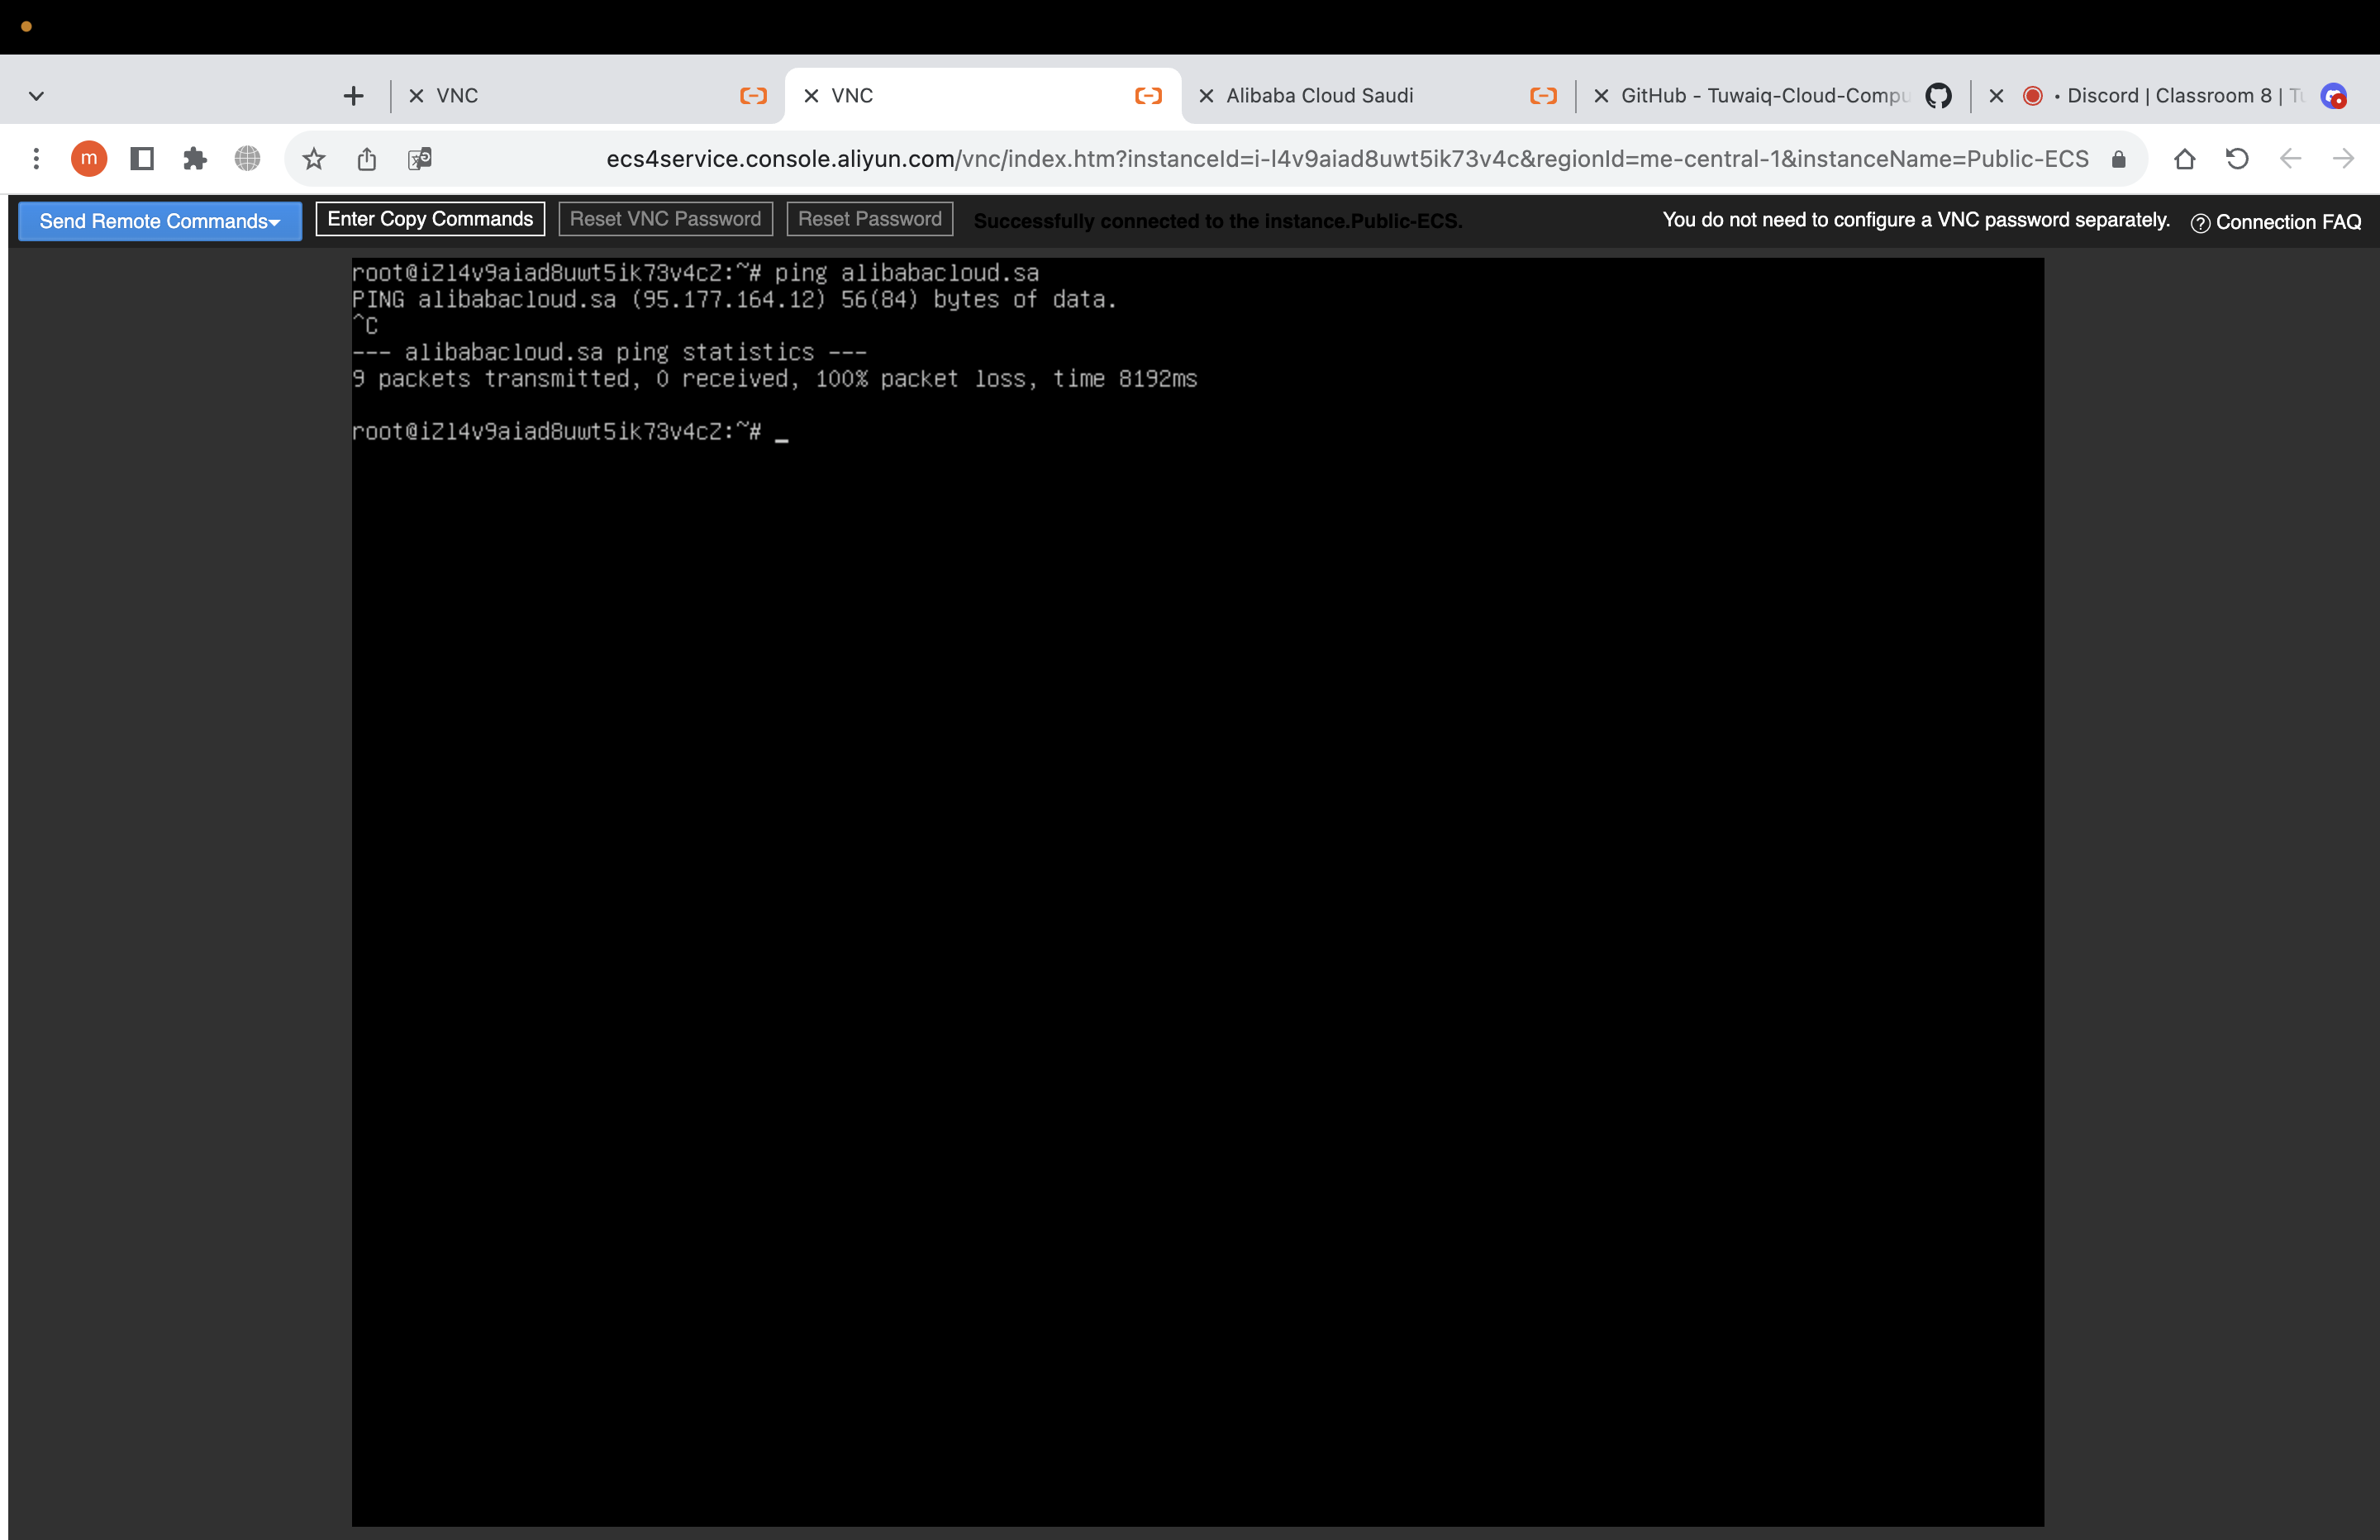 VNC
VNC
Alibaba Cloud Saudi
GitHub - Tuwaiq-Cloud-Compu
• Discord | Classroom 8 | Tu
m
ecs4service.console.aliyun.com/vnc/index.htm?instanceId=i-l4v9aiad8uwt5ik73v4c&regionId=me-central-1&instanceName=Public-ECS
Send Remote Commands
Enter Copy Commands
Reset VNC Password
Reset Password
Successfully connected to the instance.Public-ECS.
You do not need to configure a VNC password separately.
? Connection FAQ
root@iZl4v9aiad8uwt5ik73v4cZ:~# ping alibabacloud.sa
PING alibabacloud.sa (95.177.164.12) 56(84) bytes of data.
^C
--- alibabacloud.sa ping statistics ---
9 packets transmitted, 0 received, 100% packet loss, time 8192ms
root@iZl4v9aiad8uwt5ik73v4cZ:~# _